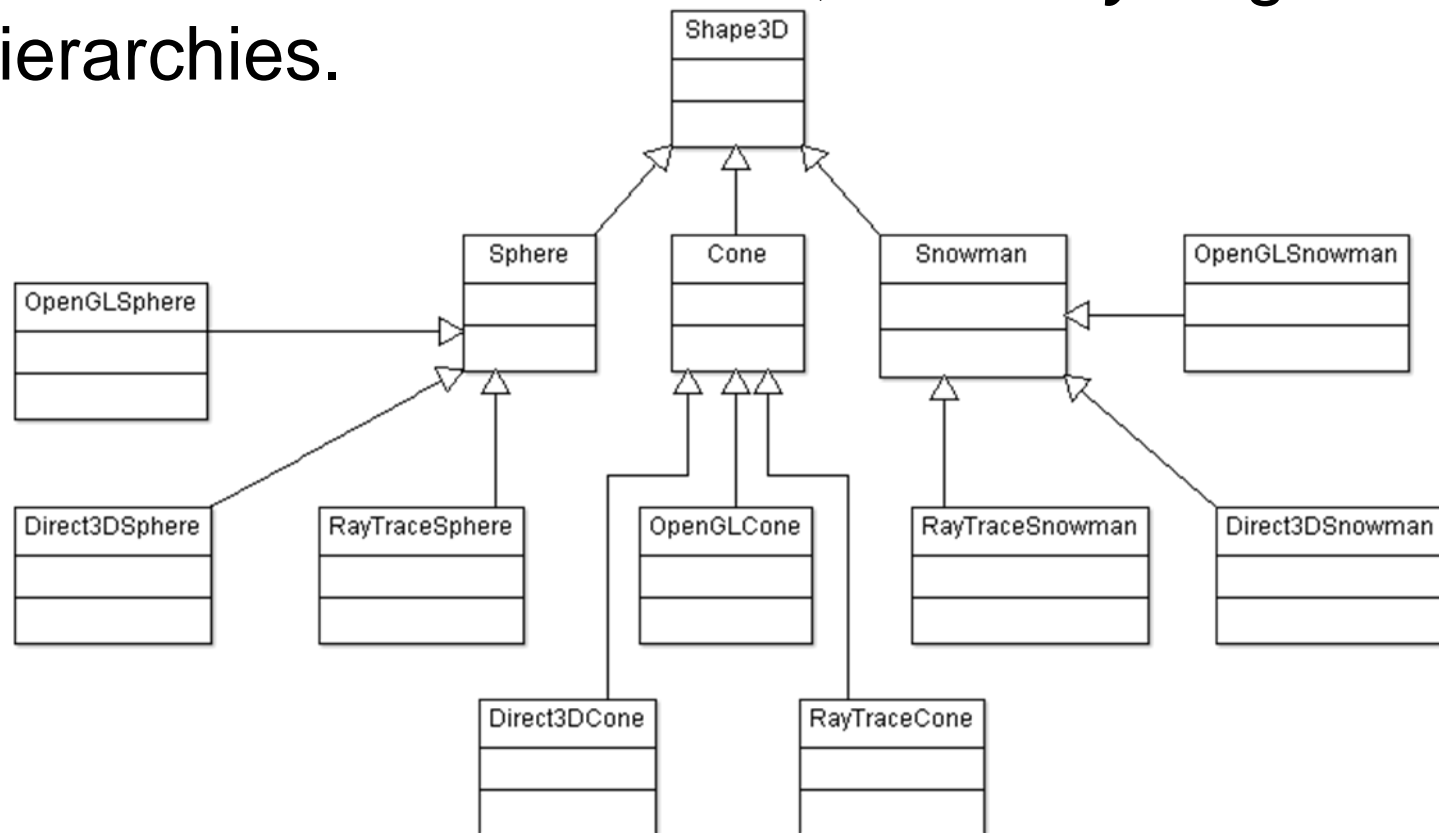 ierarchies.
Shape3D
Sphere
Cone
Snowman
OpenGLSnowman
OpenGLSphere
Direct3DSphere
RayTraceSphere
OpenGLCone
RayTraceSnowman
Direct3DSnowman
Direct3DCone
RayTraceCone